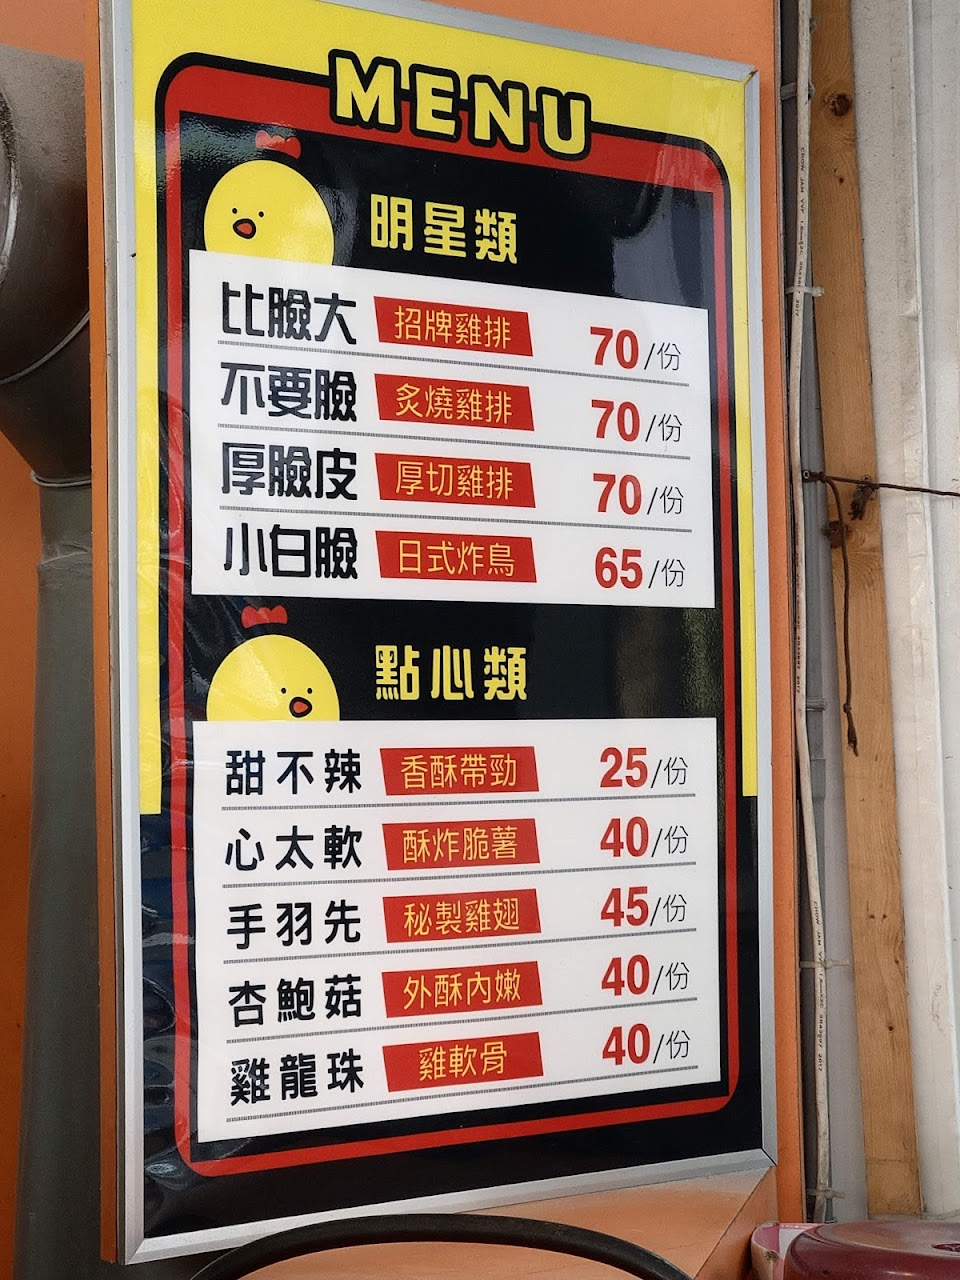 MENU
明星類
比臉大 招牌雞排 70/份
不要臉 炙燒雞排 70/份
厚臉皮 厚切雞排 70/份
小白臉 日式炸鳥 65/份
點心類
甜不辣 香酥帶勁 25/份
心太軟 酥炸脆薯 40/份
手羽先 秘製雞翅 45/份
杏鮑菇 外酥內嫩 40/份
雞龍珠 雞軟骨 40/份